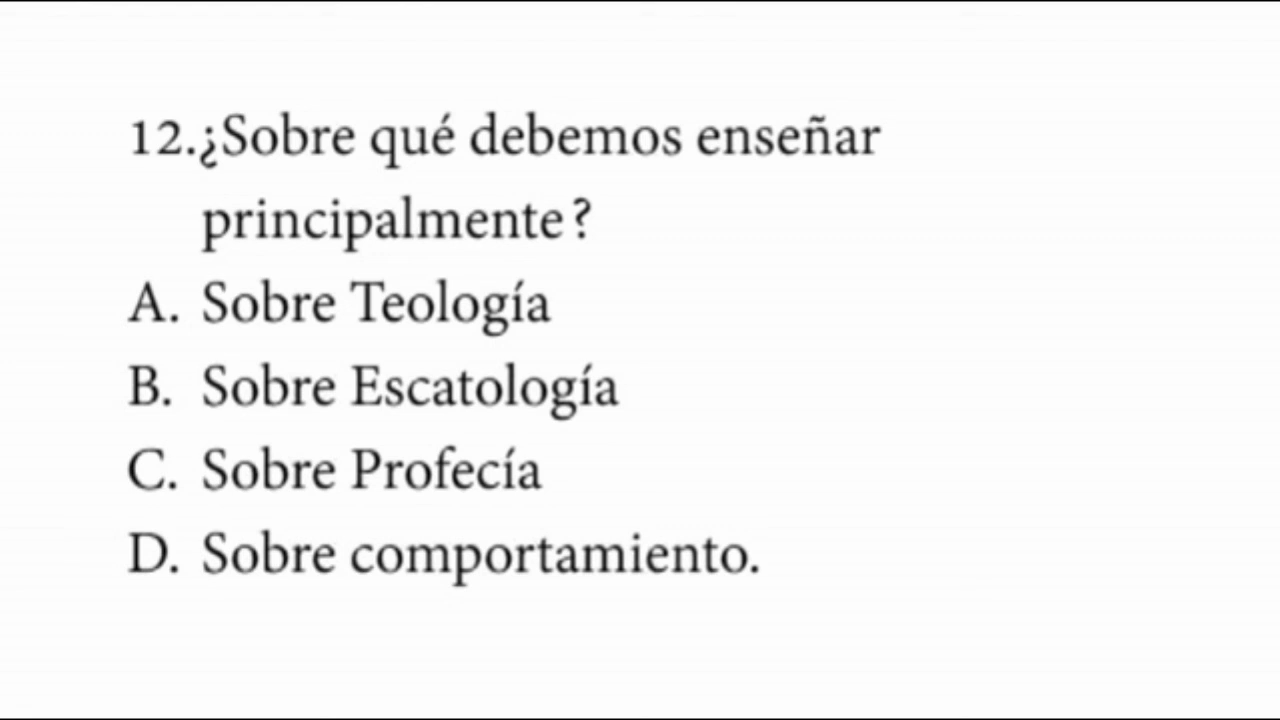 12.¿Sobre qué debemos enseñar
principalmente?
A. Sobre Teología
B. Sobre Escatología
C. Sobre Profecía
D. Sobre comportamiento.